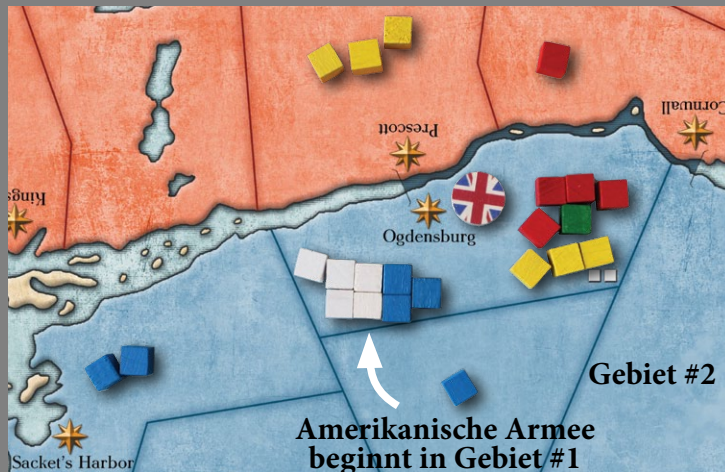 Prescott
Cornwall
Kings
Ogdensburg
Gebiet #2
Amerikanische Armee
beginnt in Gebiet #1
Sacket's Harbor